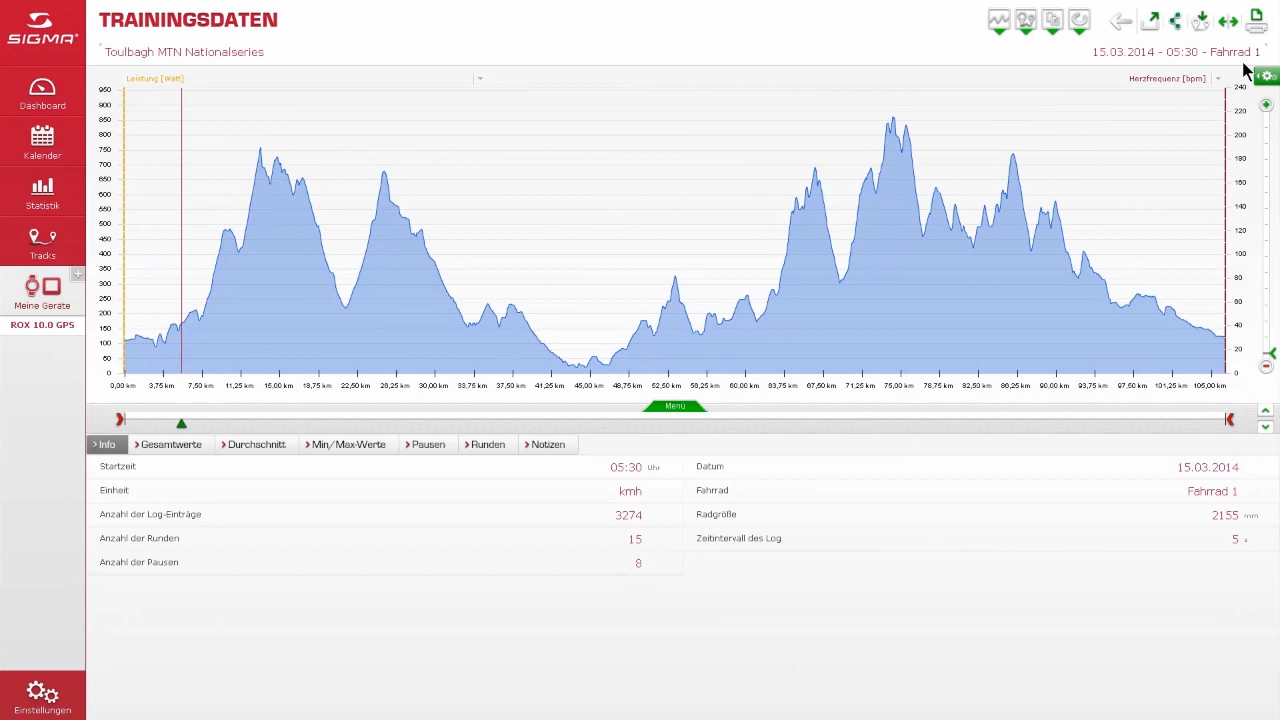 SIGMA
TRAININGSDATEN
Toulbagh MTN Nationalseries
15.03.2014 - 05:30 - Fahrrad 1
Dashboard
Kalender
Statistik
Tracks
Meine Geräte
ROX 10.0 GPS
Einstellungen
Leistung [Watt]
Herzfrequenz [bpm]
950
900
850
800
750
700
650
600
550
500
450
400
350
300
250
200
150
100
50
0
240
220
200
180
160
140
120
100
80
60
40
20
0
0,00 km 3,75 km 7,50 km 11,25 km 15,00 km 18,75 km 22,50 km 26,25 km 30,00 km 33,75 km 37,50 km 41,25 km 45,00 km 48,75 km 52,50 km 56,25 km 60,00 km 63,75 km 67,50 km 71,25 km 75,00 km 78,75 km 82,50 km 86,25 km 90,00 km 93,75 km 97,50 km 101,25 km 105,00 km
Menü
Info Gesamtwerte Durchschnitt Min/Max-Werte Pausen Runden Notizen
Startzeit 05:30 Uhr
Einheit kmh
Anzahl der Log-Einträge 3274
Anzahl der Runden 15
Anzahl der Pausen 8
Datum 15.03.2014
Fahrrad Fahrrad 1
Radgröße 2155 mm
Zeitintervall des Log 5 s